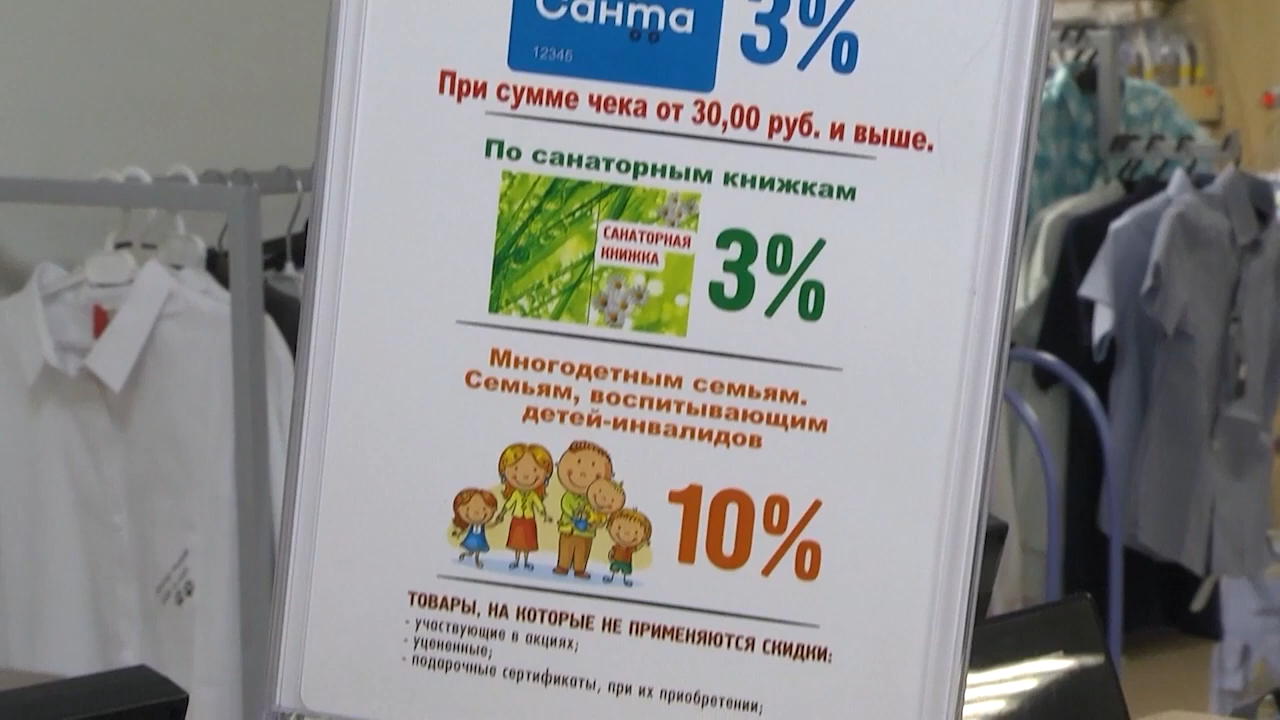 Санта
12345
3%
При сумме чека от 30,00 руб. и выше.
По санаторным книжкам
САНАТОРНАЯ
КНИЖКА
3%
Многодетным семьям.
Семьям, воспитывающим
детей-инвалидов
10%
ТОВАРЫ, НА КОТОРЫЕ НЕ ПРИМЕНЯЮТСЯ СКИДКИ:
- участвующие в акциях;
- уцененные;
- подарочные сертификаты, при их приобретении;